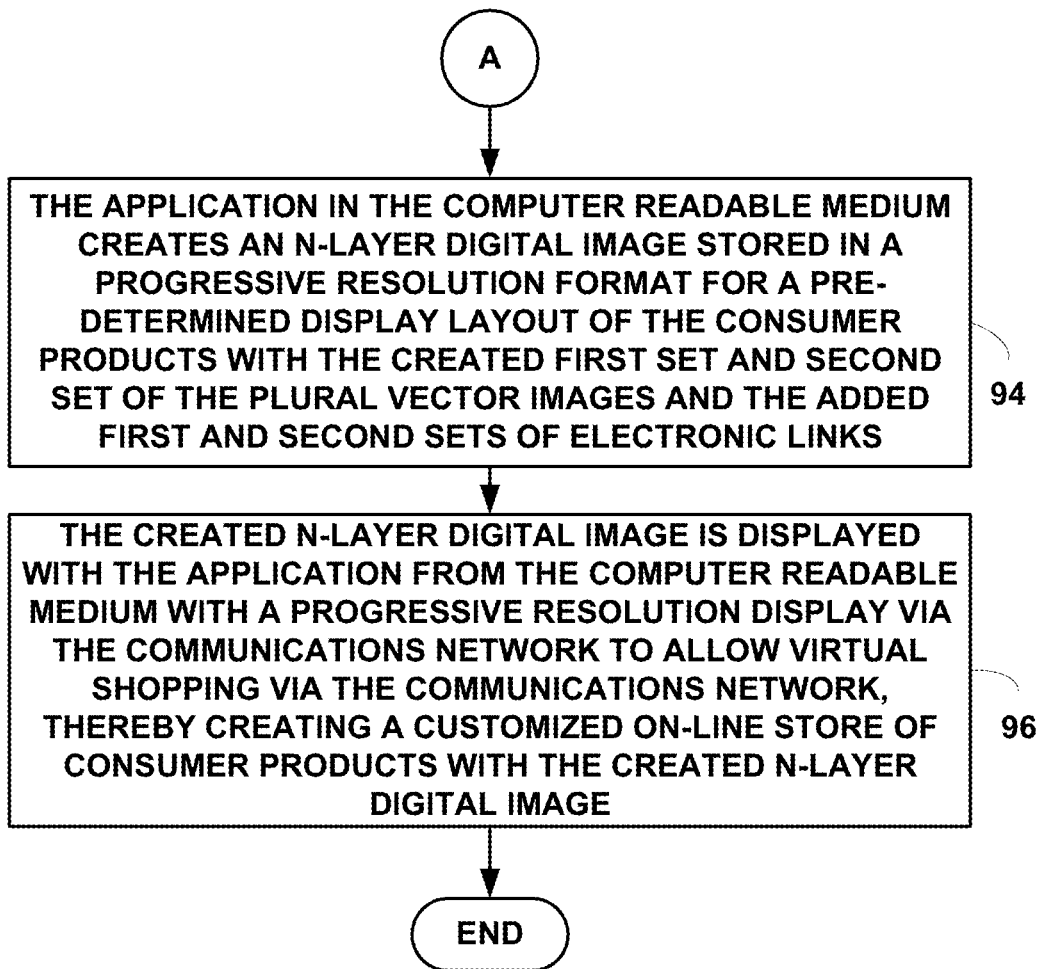 A
THE APPLICATION IN THE COMPUTER READABLE MEDIUM
CREATES AN N-LAYER DIGITAL IMAGE STORED IN A
PROGRESSIVE RESOLUTION FORMAT FOR A PRE-
DETERMINED DISPLAY LAYOUT OF THE CONSUMER
PRODUCTS WITH THE CREATED FIRST SET AND SECOND
SET OF THE PLURAL VECTOR IMAGES AND THE ADDED
FIRST AND SECOND SETS OF ELECTRONIC LINKS
94
THE CREATED N-LAYER DIGITAL IMAGE IS DISPLAYED
WITH THE APPLICATION FROM THE COMPUTER READABLE
MEDIUM WITH A PROGRESSIVE RESOLUTION DISPLAY VIA
THE COMMUNICATIONS NETWORK TO ALLOW VIRTUAL
SHOPPING VIA THE COMMUNICATIONS NETWORK,
THEREBY CREATING A CUSTOMIZED ON-LINE STORE OF
CONSUMER PRODUCTS WITH THE CREATED N-LAYER
DIGITAL IMAGE
96
END